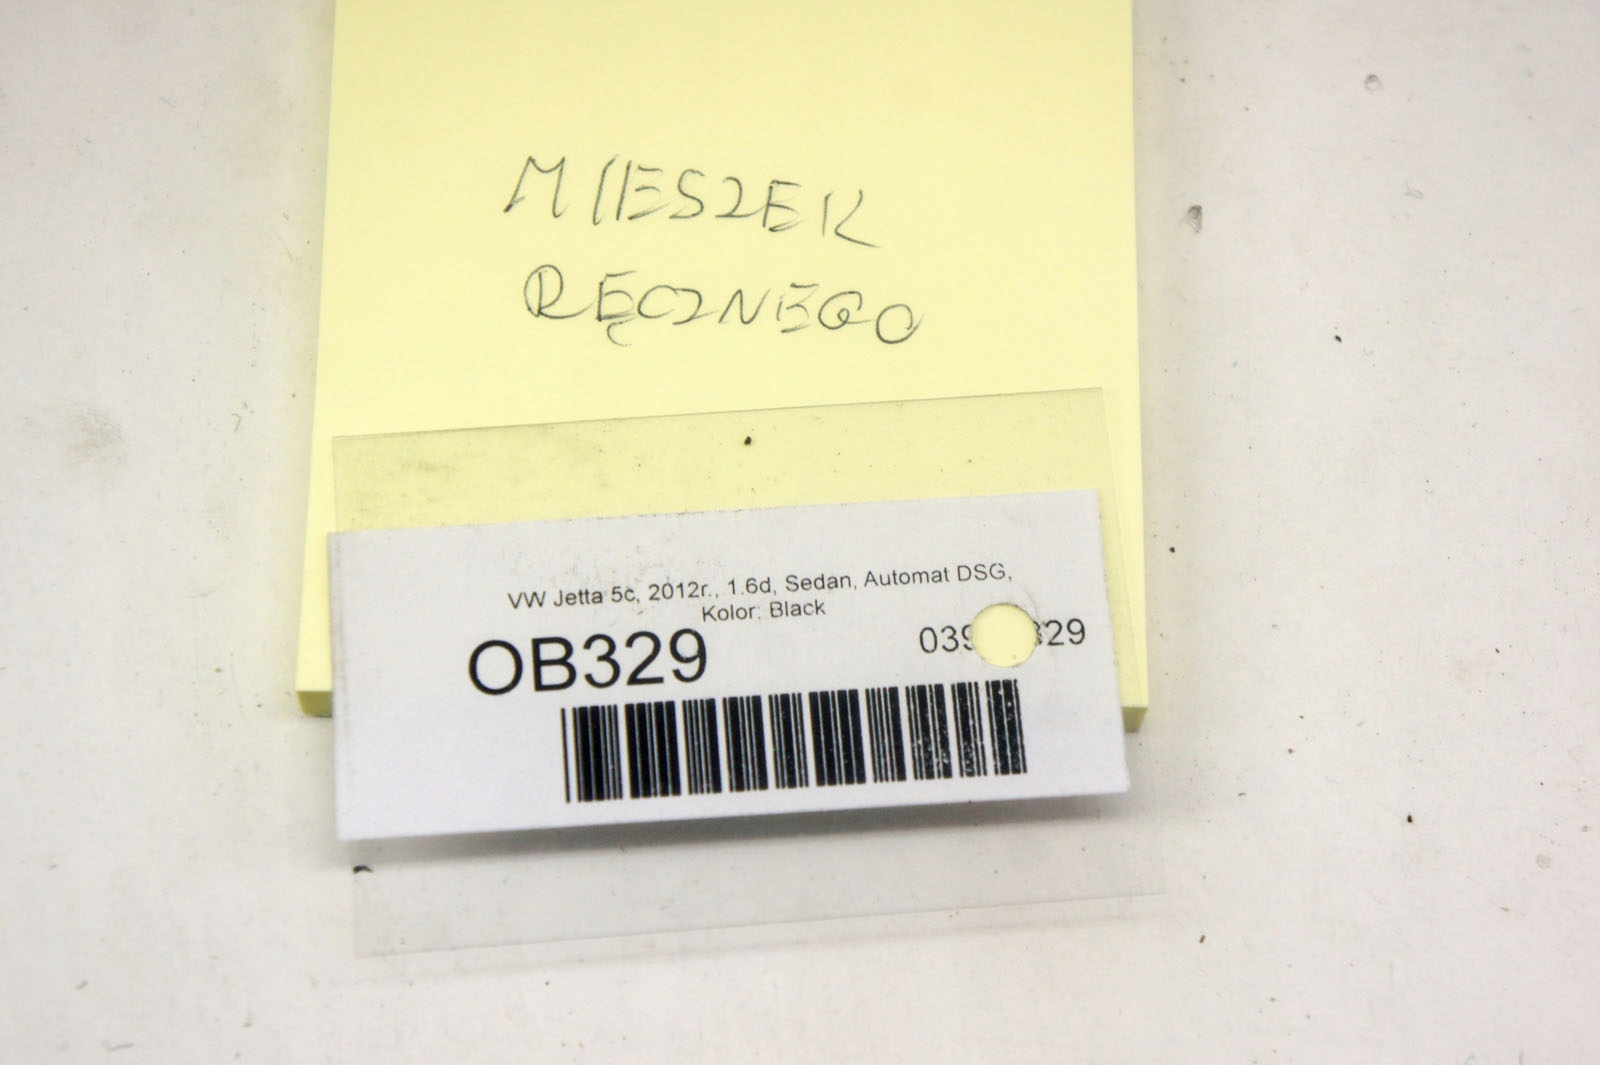 MIESZEK
RĘCZNEGO
VW Jetta 5c, 2012r., 1.6d, Sedan, Automat DSG,
Kolor: Black
OB329